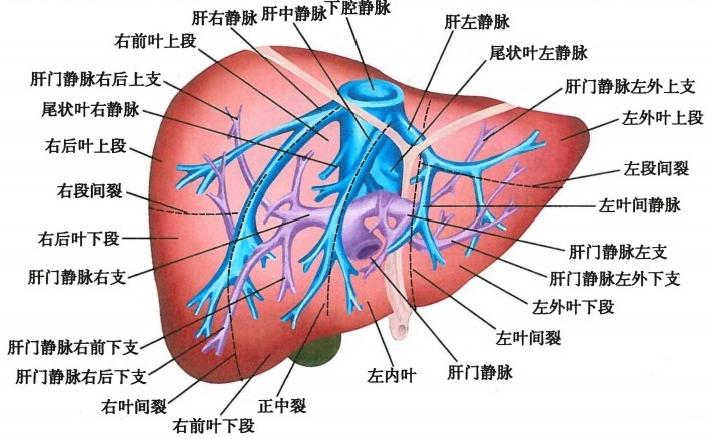 下腔静脉
肝右静脉
肝中静脉
肝左静脉
右前叶上段
尾状叶左静脉
肝门静脉右后上支
肝门静脉左外上支
尾状叶右静脉
左外叶上段
右后叶上段
左段间裂
右段间裂
左叶间静脉
右后叶下段
肝门静脉左支
肝门静脉右支
肝门静脉左外下支
左外叶下段
左叶间裂
肝门静脉右前下支
肝门静脉
肝门静脉右后下支
左内叶
右叶间裂
正中裂
右前叶下段